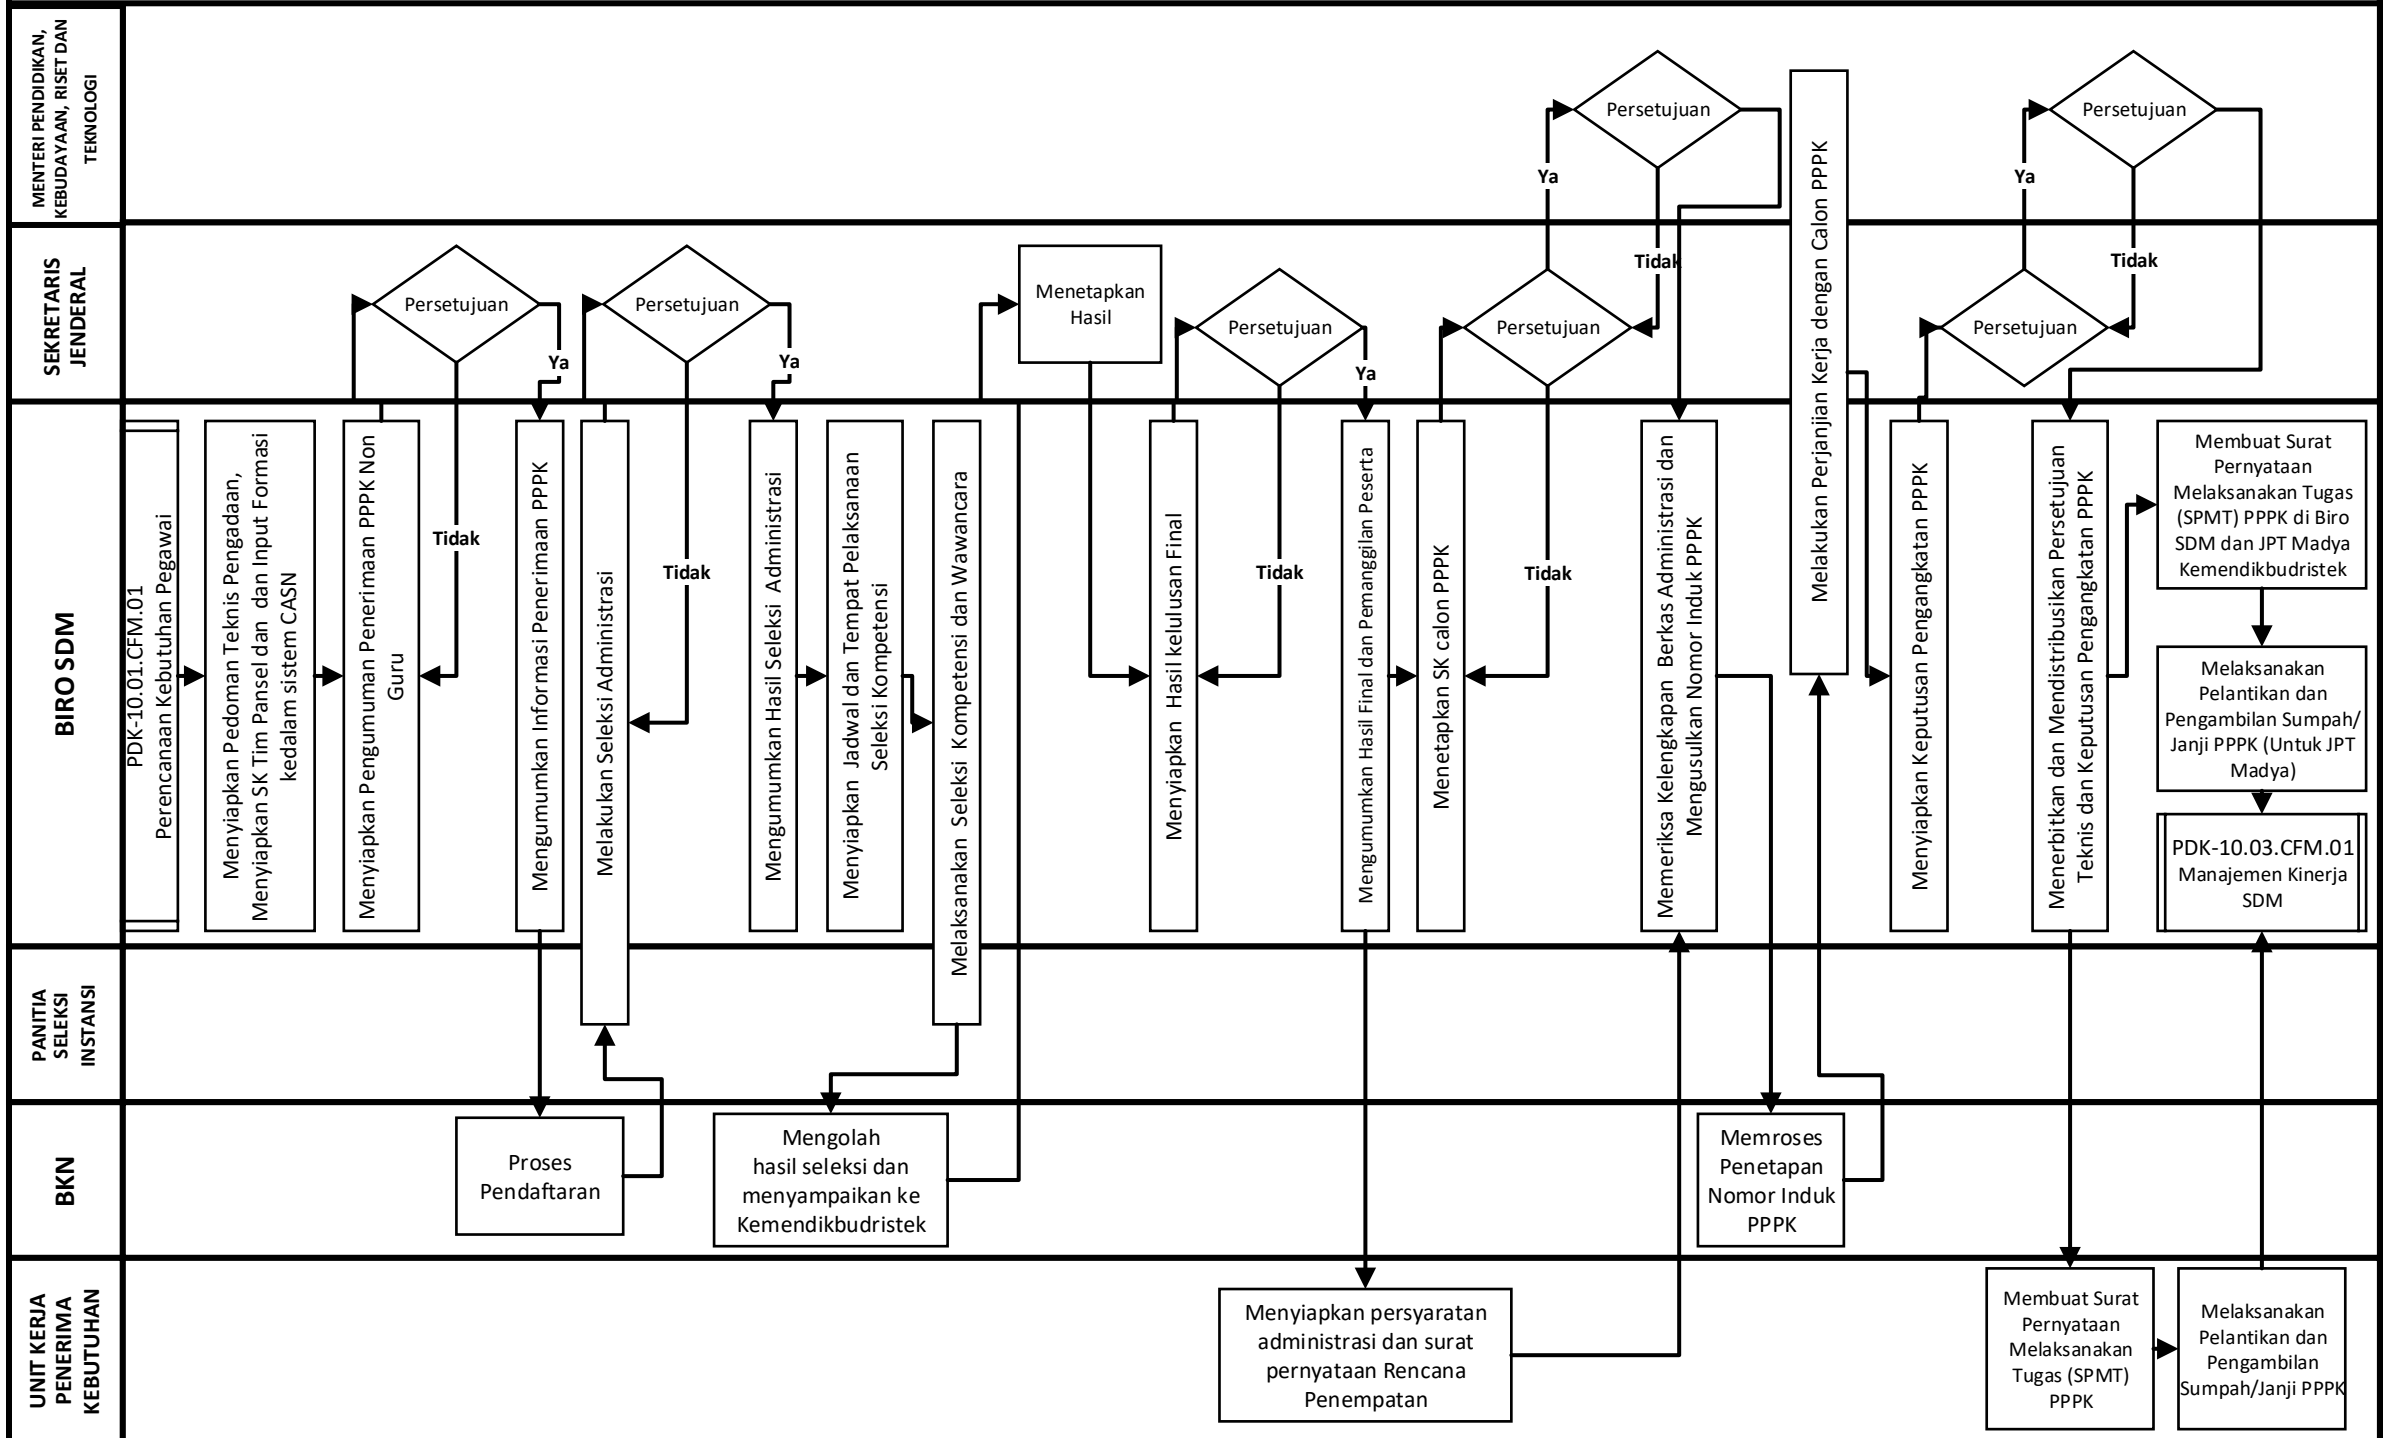 MENTERI PENDIDIKAN,
KEBUDAYAAN, RISET DAN
TEKNOLOGI
Persetujuan
Ya
Tidak
Persetujuan
Ya
Tidak
SEKRETARIS
JENDERAL
Persetujuan
Ya
Tidak
Persetujuan
Ya
Tidak
Menetapkan
Hasil
Persetujuan
Ya
Tidak
Persetujuan
Tidak
Melakukan Perjanjian Kerja dengan Calon PPPK
Persetujuan
BIRO SDM
PDK-10.01.CFM.01
Perencanaan Kebutuhan Pegawai
Menyiapkan Pedoman Teknis Pengadaan,
Menyiapkan SK Tim Pansel dan dan Input Formasi
kedalam sistem CASN
Menyiapkan Pengumuman Penerimaan PPPK Non
Guru
Mengumumkan Informasi Penerimaan PPPK
Melakukan Seleksi Administrasi
Mengumumkan Hasil Seleksi Administrasi
Menyiapkan Jadwal dan Tempat Pelaksanaan
Seleksi Kompetensi
Melaksanakan Seleksi Kompetensi dan Wawancara
Menyiapkan Hasil kelulusan Final
Mengumumkan Hasil Final dan Pemanggilan Peserta
Menetapkan SK calon PPPK
Memeriksa Kelengkapan Berkas Administrasi dan
Mengusulkan Nomor Induk PPPK
Menyiapkan Keputusan Pengangkatan PPPK
Menerbitkan dan Mendistribusikan Persetujuan
Teknis dan Keputusan Pengangkatan PPPK
Membuat Surat
Pernyataan
Melaksanakan Tugas
(SPMT) PPPK di Biro
SDM dan JPT Madya
Kemendikbudristek
Melaksanakan
Pelantikan dan
Pengambilan Sumpah/
Janji PPPK (Untuk JPT
Madya)
PDK-10.03.CFM.01
Manajemen Kinerja
SDM
PANITIA
SELEKSI
INSTANSI
BKN
Proses
Pendaftaran
Mengolah
hasil seleksi dan
menyampaikan ke
Kemendikbudristek
Memroses
Penetapan
Nomor Induk
PPPK
UNIT KERJA
PENERIMA
KEBUTUHAN
Menyiapkan persyaratan
administrasi dan surat
pernyataan Rencana
Penempatan
Membuat Surat
Pernyataan
Melaksanakan
Tugas (SPMT)
PPPK
Melaksanakan
Pelantikan dan
Pengambilan
Sumpah/Janji PPPK